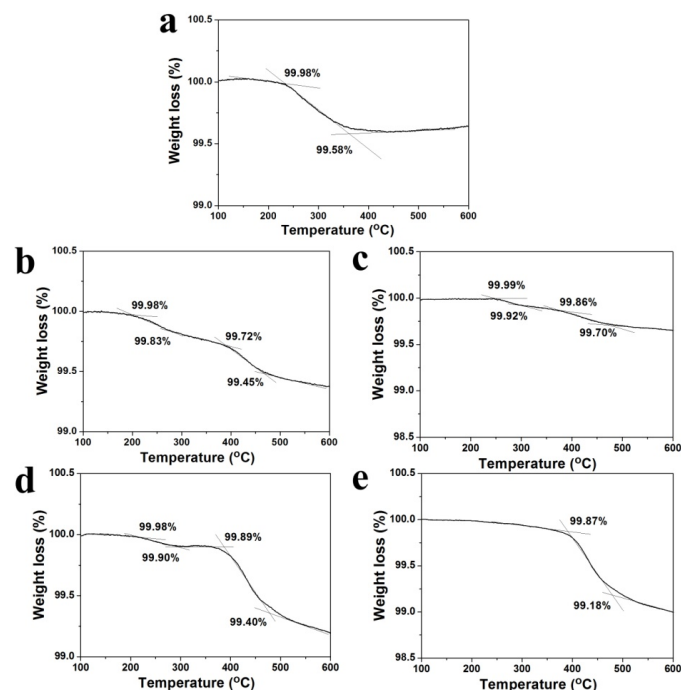 a
100.5
100.0
99.5
99.0
99.98%
99.58%
100 200 300 400 500 600
Weight loss (%)
Temperature (OC)
b
100.5
100.0
99.5
99.0
99.98%
99.83%
99.72%
99.45%
100 200 300 400 500 600
Weight loss (%)
Temperature (OC)
c
100.5
100.0
99.5
99.0
98.5
99.99%
99.92%
99.86%
99.70%
100 200 300 400 500 600
Weight loss (%)
Temperature (OC)
d
100.5
100.0
99.5
99.0
99.98%
99.90%
99.89%
99.40%
100 200 300 400 500 600
Weight loss (%)
Temperature (OC)
e
100.5
100.0
99.5
99.0
98.5
99.87%
99.18%
100 200 300 400 500 600
Weight loss (%)
Temperature (OC)